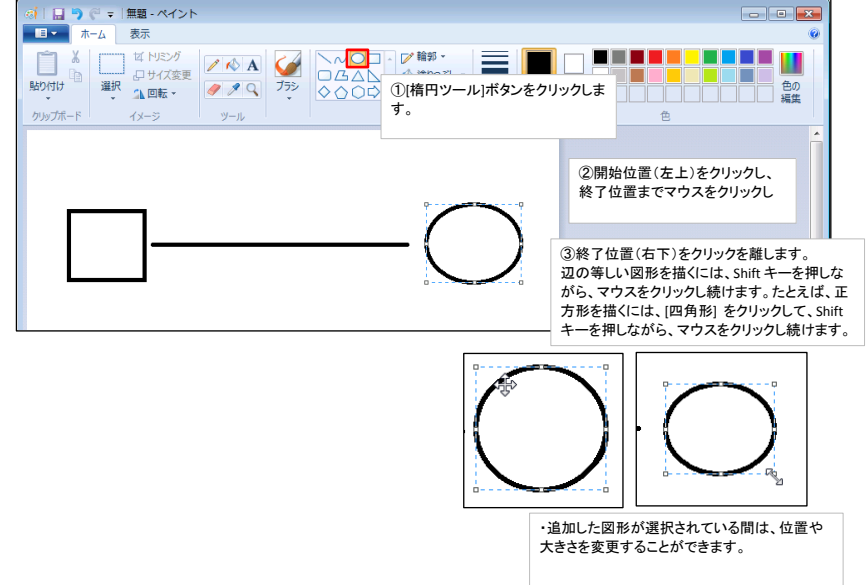 無題 - ペイント
ホーム 表示
貼り付け
選択
トリミング
サイズ変更
回転
A
ブラシ
輪郭
色の
編集
クリップボード イメージ ツール 色
①[楕円ツール]ボタンをクリックしま
す。
②開始位置(左上)をクリックし、
終了位置までマウスをクリックし
③終了位置(右下)をクリックを離します。
辺の等しい図形を描くには、Shift キーを押しな
がら、マウスをクリックし続けます。たとえば、正
方形を描くには、[四角形] をクリックして、Shift
キーを押しながら、マウスをクリックし続けます。
・追加した図形が選択されている間は、位置や
大きさを変更することができます。